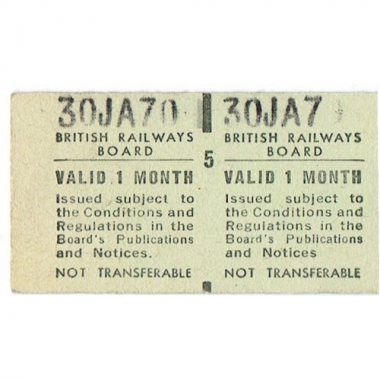 30JA70 30JA7
BRITISH RAILWAYS BRITISH RAILWAYS
BOARD 5 BOARD
VALID 1 MONTH VALID 1 MONTH
Issued subject to Issued subject to
the Conditions and the Conditions and
Regulations in the Regulations in the
Board's Publications Board's Publications
and Notices. and Notices
NOT TRANSFERABLE NOT TRANSFERABLE